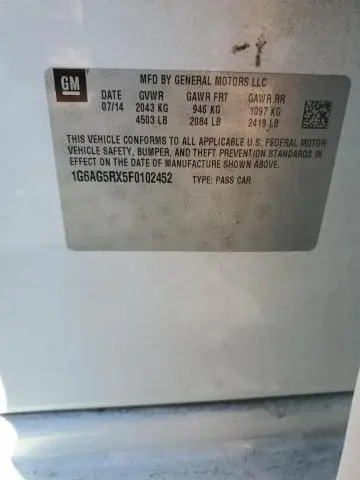 GM
MFD BY GENERAL MOTORS LLC
DATE GVWR GAWR FRT GAWR RR
07/14 2043 KG 946 KG 1097 KG
4503 LB 2084 LB 2419 LB
THIS VEHICLE CONFORMS TO ALL APPLICABLE U.S. FEDERAL MOTOR
VEHICLE SAFETY, BUMPER, AND THEFT PREVENTION STANDARDS IN
EFFECT ON THE DATE OF MANUFACTURE SHOWN ABOVE.
1G6AG5RX5F0102452 TYPE: PASS CAR